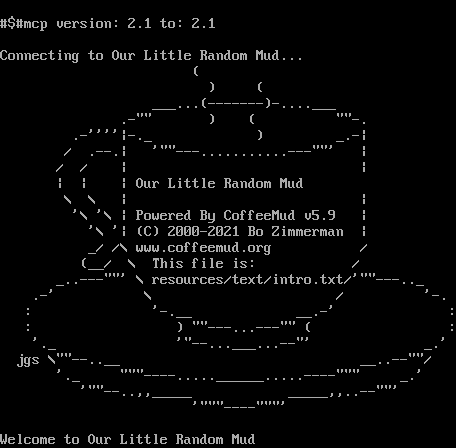 #$#mcp version: 2.1 to: 2.1
Connecting to Our Little Random Mud...
Our Little Random Mud
Powered By CoffeeMud v5.9
(C) 2000-2021 Bo Zimmerman
www.coffeemud.org
This file is:
resources/text/intro.txt
jgs
Welcome to Our Little Random Mud